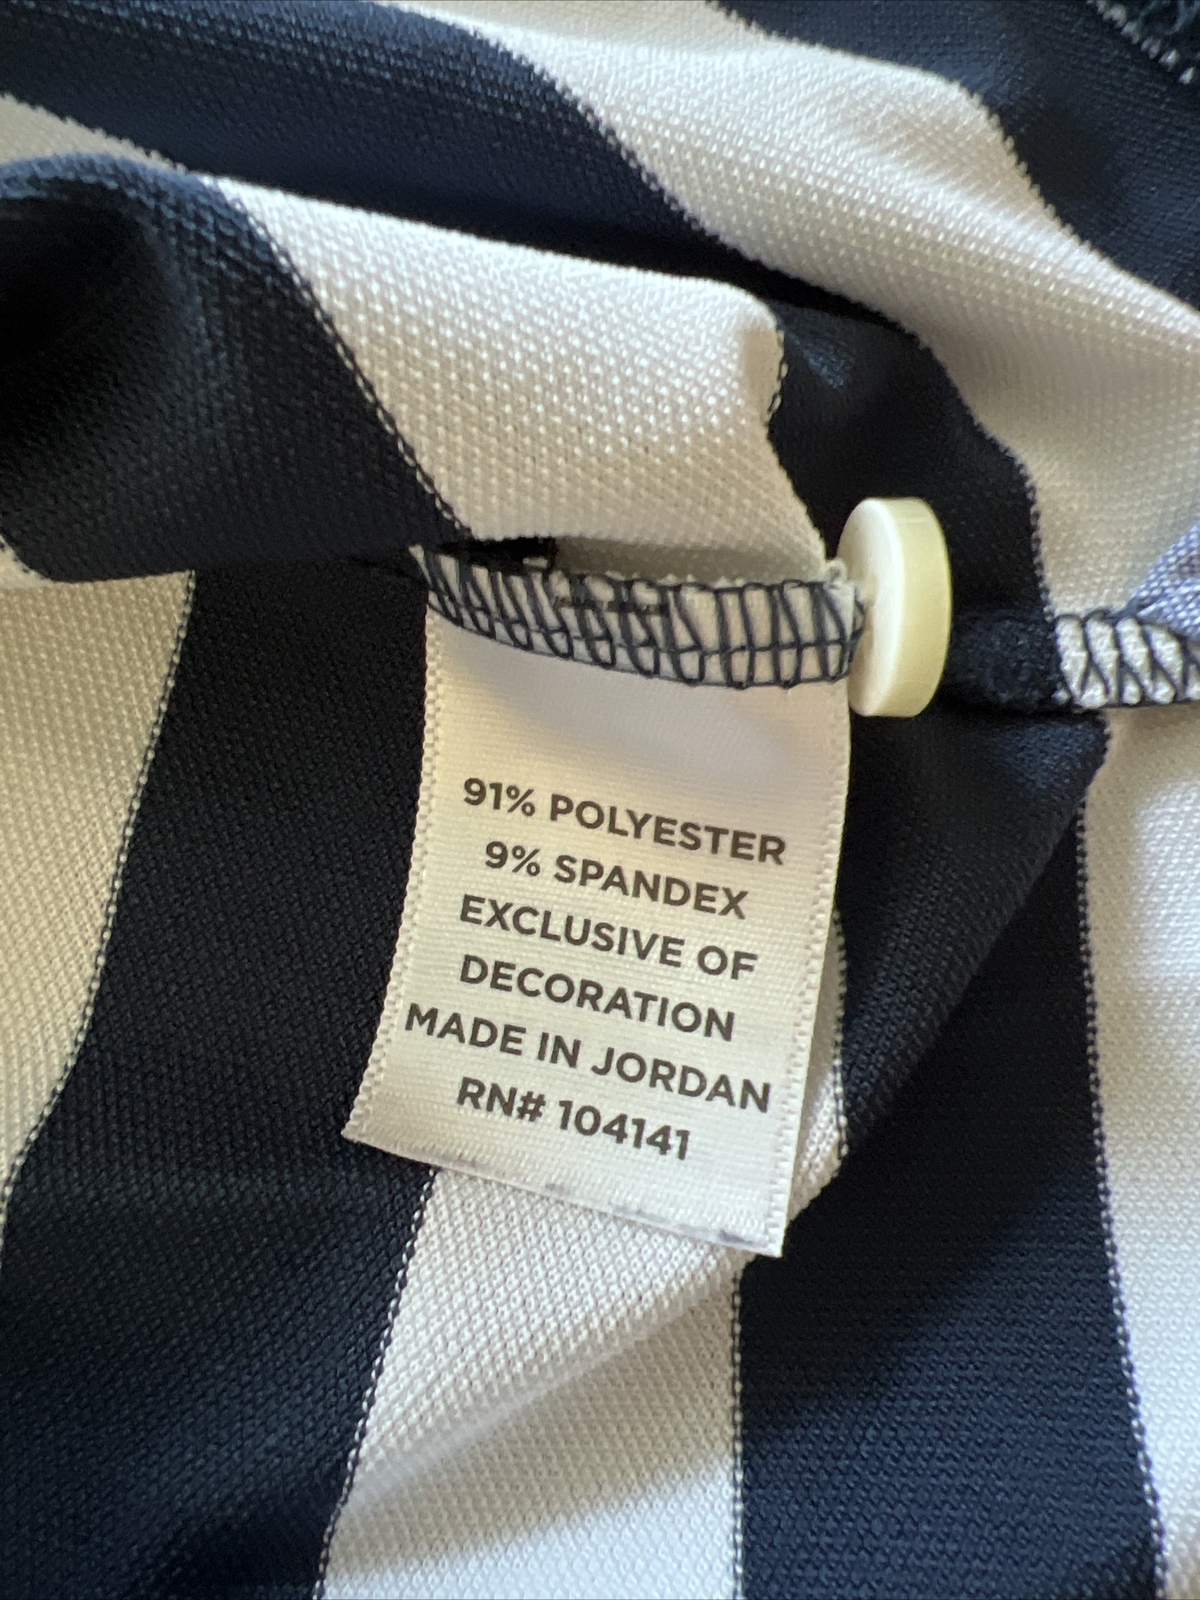 91% POLYESTER
9% SPANDEX
EXCLUSIVE OF
DECORATION
MADE IN JORDAN
RN# 104141